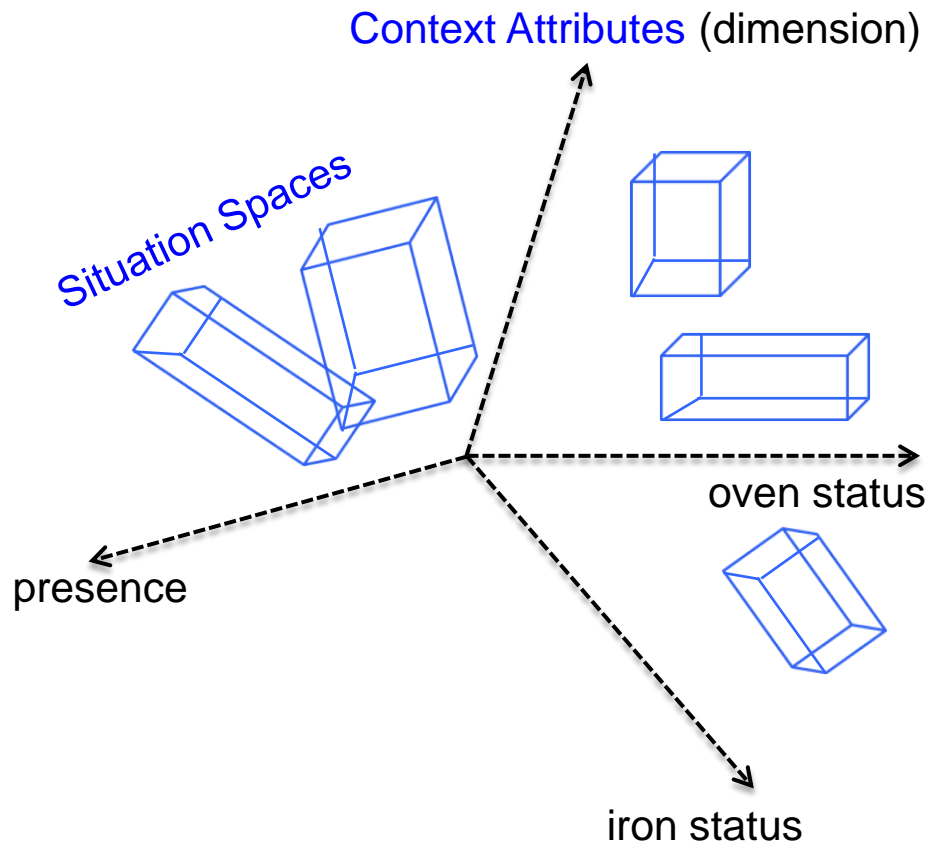 Context Attributes (dimension)
Situation Spaces
oven status
presence
iron status